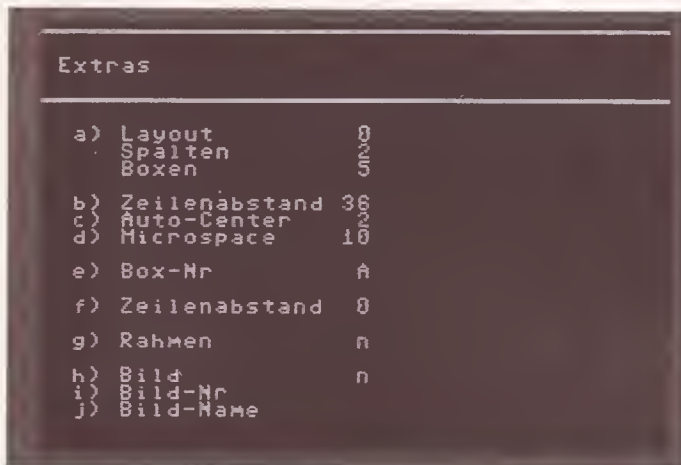 Extras
a) Layout 0
Spalten 2
Boxen 5
b) Zeilenabstand 36
c) Auto-Center 2
d) Microspace 10
e) Box-Nr A
f) Zeilenabstand 0
g) Rahmen n
h) Bild n
i) Bild-Nr
j) Bild-Name